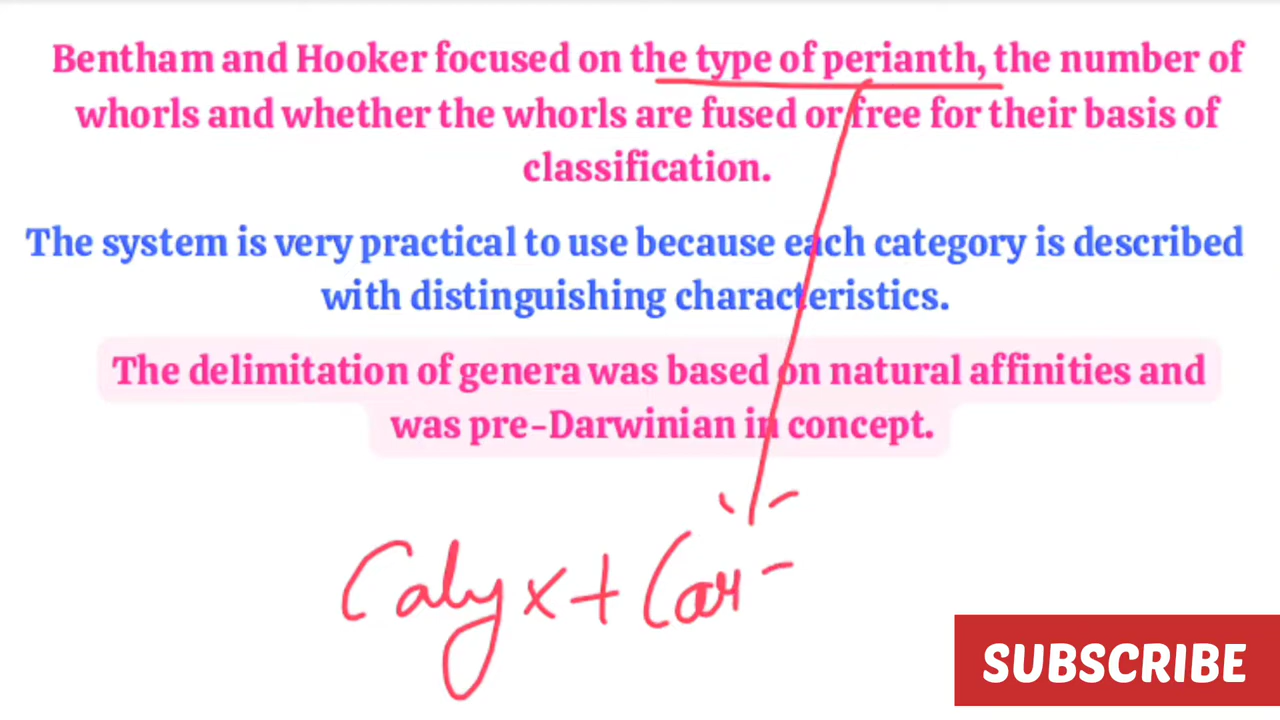 Bentham and Hooker focused on the type of perianth, the number of
whorls and whether the whorls are fused or free for their basis of
classification.
The system is very practical to use because each category is described
with distinguishing characteristics.
The delimitation of genera was based on natural affinities and
was pre-Darwinian in concept.
Calyx +
SUBSCRIBE